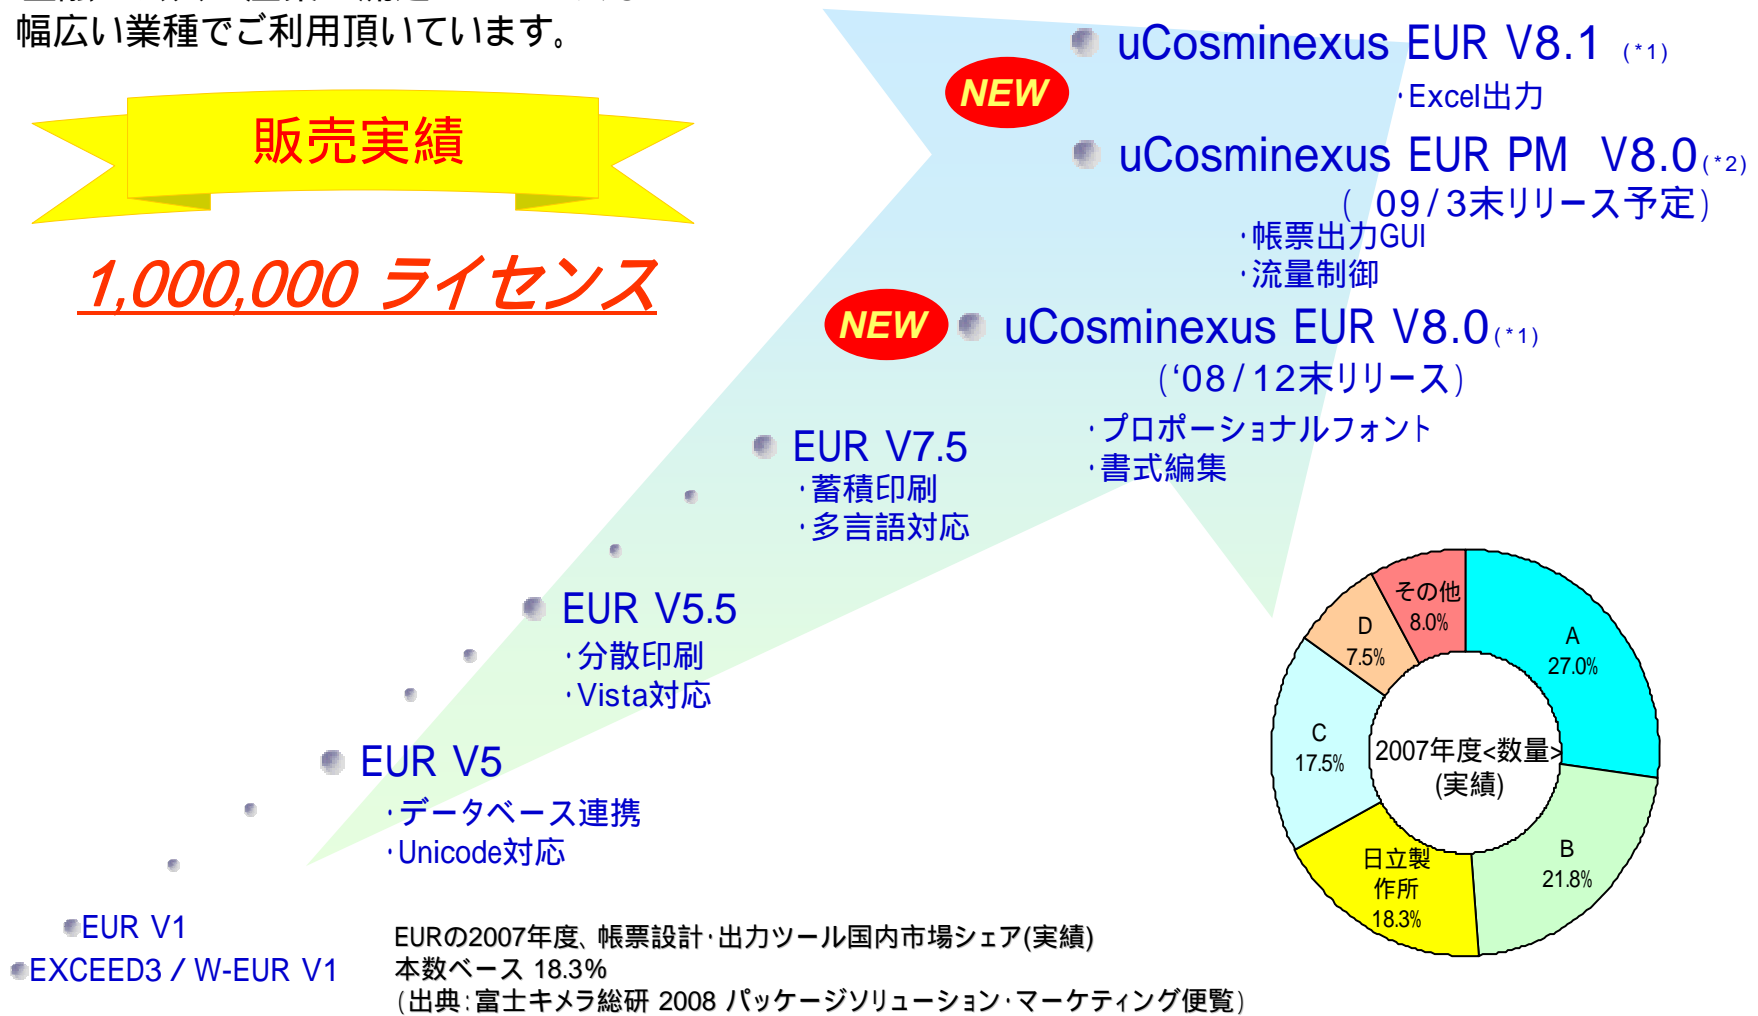 幅広い業種でご利用頂いています。
販売実績
1,000,000 ライセンス
uCosminexus EUR V8.1 (*1)
・Excel出力
NEW
uCosminexus EUR PM V8.0(*2)
( 09/3末リリース予定)
・帳票出力GUI
・流量制御
NEW
uCosminexus EUR V8.0(*1)
(‘08/12末リリース)
・プロポーショナルフォント
・書式編集
EUR V7.5
・蓄積印刷
・多言語対応
EUR V5.5
・分散印刷
・Vista対応
EUR V5
・データベース連携
・Unicode対応
EUR V1
EXCEED3 / W-EUR V1
その他
8.0%
A
27.0%
D
7.5%
C
17.5%
2007年度<数量>
(実績)
日立製
作所
18.3%
B
21.8%
EURの2007年度、帳票設計・出力ツール国内市場シェア(実績)
本数ベース 18.3%
(出典:富士キメラ総研 2008 パッケージソリューション・マーケティング便覧)